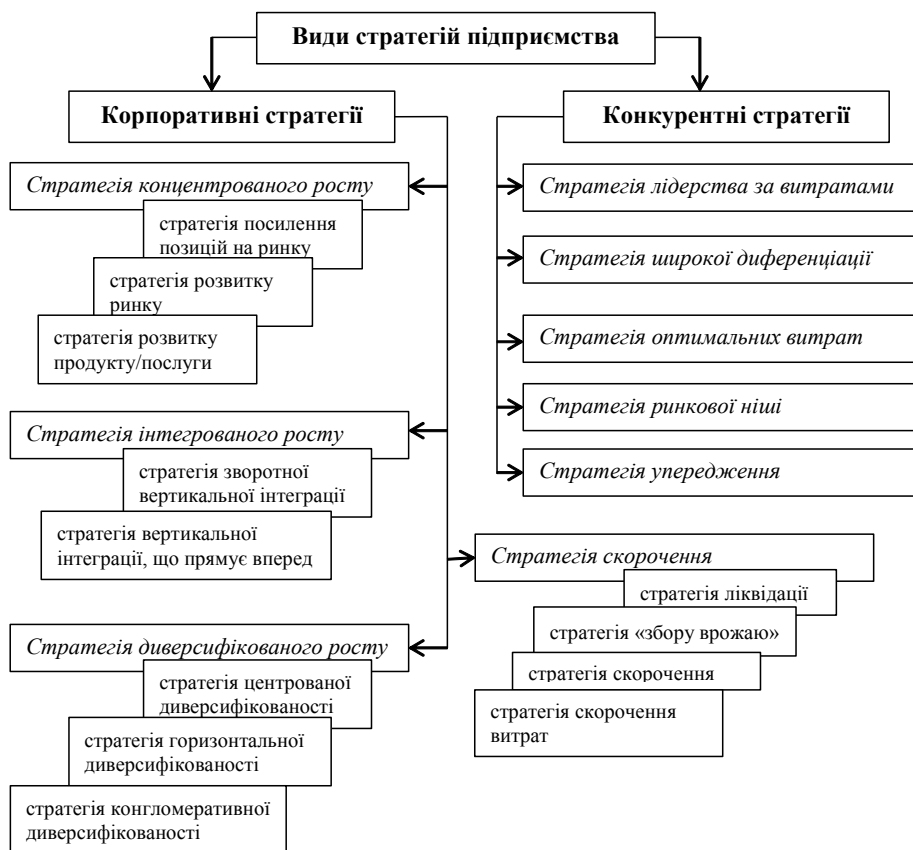 Види стратегій підприємства
Корпоративні стратегії
Стратегія концентрованого росту
стратегія посилення
позицій на ринку
стратегія розвитку
ринку
стратегія розвитку
продукту/послуги
Стратегія інтегрованого росту
стратегія зворотної
вертикальної інтеграції
стратегія вертикальної
інтеграції, що прямує вперед
Стратегія диверсифікованого росту
стратегія центрованої
диверсифікованості
стратегія горизонтальної
диверсифікованості
стратегія конгломеративної
диверсифікованості
Конкурентні стратегії
Стратегія лідерства за витратами
Стратегія широкої диференціації
Стратегія оптимальних витрат
Стратегія ринкової ніші
Стратегія упередження
Стратегія скорочення
стратегія ліквідації
стратегія «збору врожаю»
стратегія скорочення
стратегія скорочення
витрат